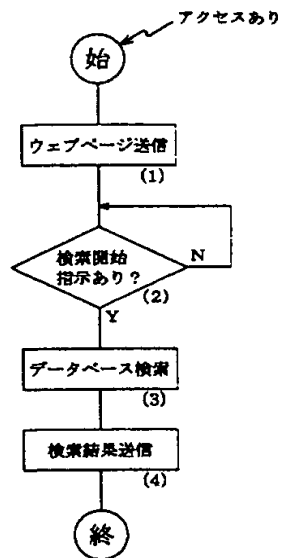 アクセスあり
始
ウェブページ送信
(1)
検索開始
指示あり?
N
(2)
Y
データベース検索
(3)
検索結果送信
(4)
終